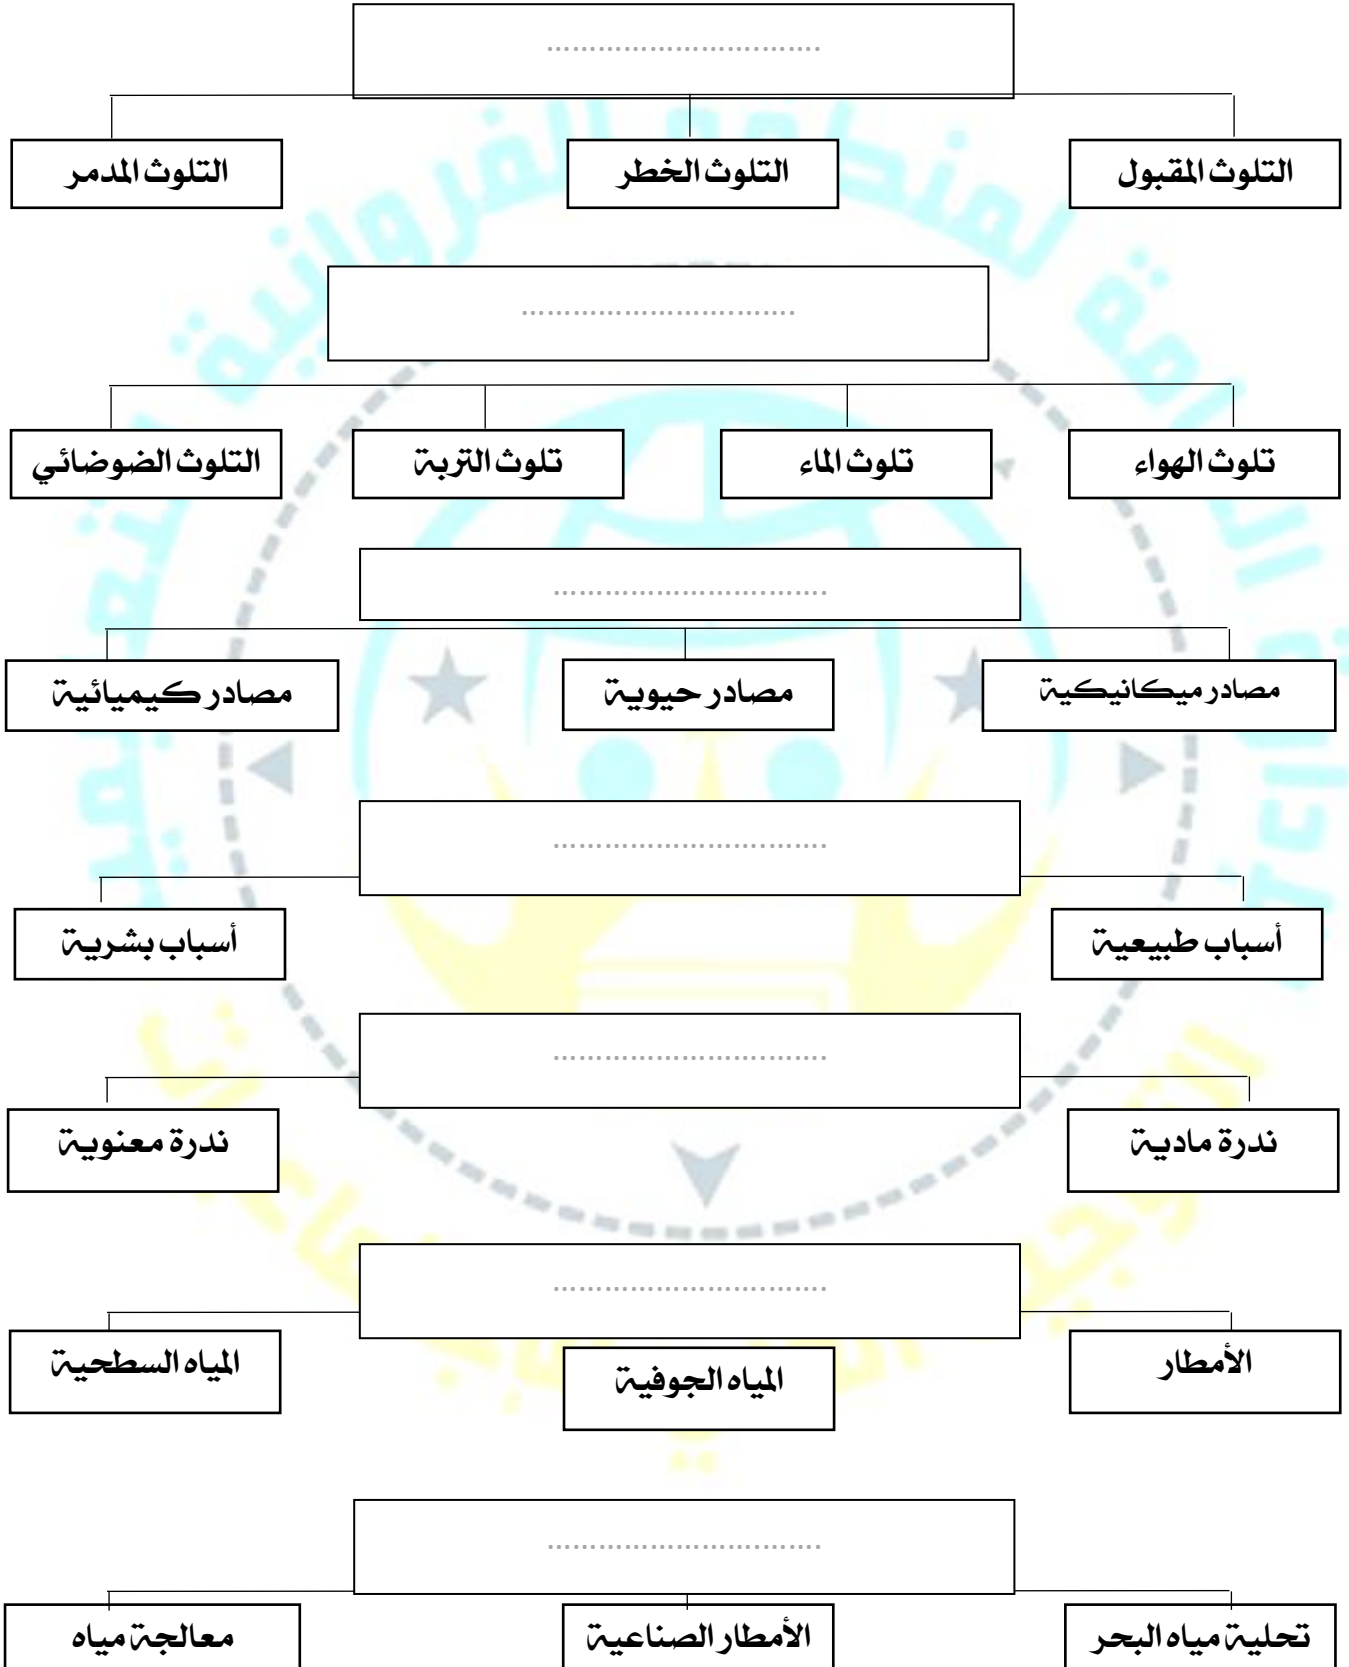 ................................
التلوث المقبول
التلوث الخطر
التلوث المدمر
................................
تلوث الهواء
تلوث الماء
تلوث التربة
التلوث الضوضائي
................................
مصادر ميكانيكية
مصادر حيوية
مصادر كيميائية
................................
أسباب طبيعية
أسباب بشرية
................................
ندرة مادية
ندرة معنوية
................................
الأمطار
المياه الجوفية
المياه السطحية
................................
تحلية مياه البحر
الأمطار الصناعية
معالجة مياه